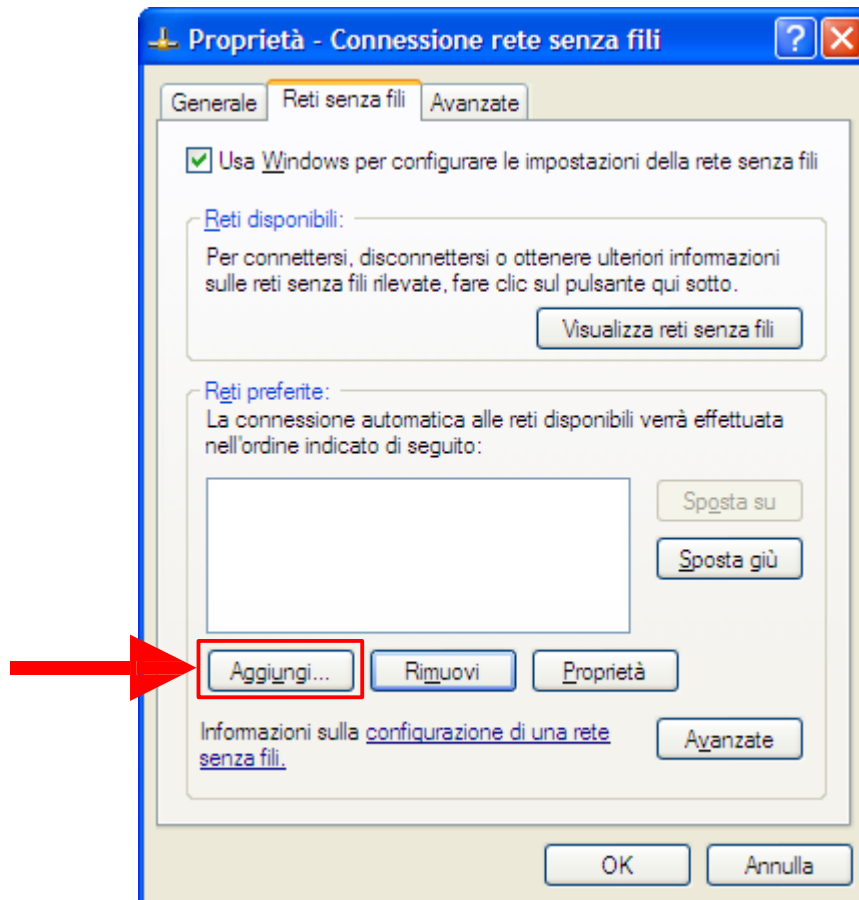 Proprietà - Connessione rete senza fili
Generale
Reti senza fili
Avanzate
Usa Windows per configurare le impostazioni della rete senza fili
Reti disponibili:
Per connettersi, disconnettersi o ottenere ulteriori informazioni
sulle reti senza fili rilevate, fare clic sul pulsante qui sotto.
Visualizza reti senza fili
Reti preferite:
La connessione automatica alle reti disponibili verrà effettuata
nell'ordine indicato di seguito:
Sposta su
Sposta giù
Aggiungi...
Rimuovi
Proprietà
Informazioni sulla configurazione di una rete
senza fili.
Avanzate
OK
Annulla